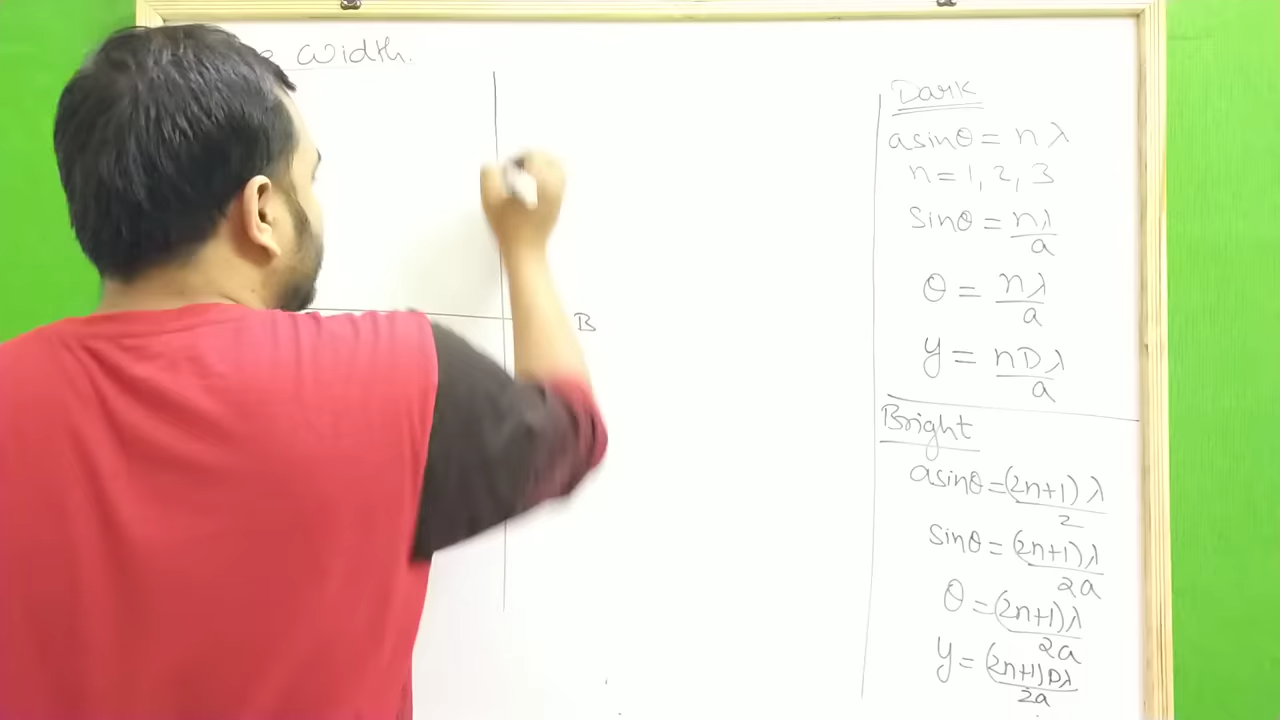 Width.
B
Dark
asinθ = nλ
n = 1, 2, 3
sinθ = nλ/a
θ = nλ/a
y = nDλ/a
Bright
asinθ = (2n+1)λ/2
sinθ = (2n+1)λ/2a
θ = (2n+1)λ/2a
y = (2n+1)Dλ/2a